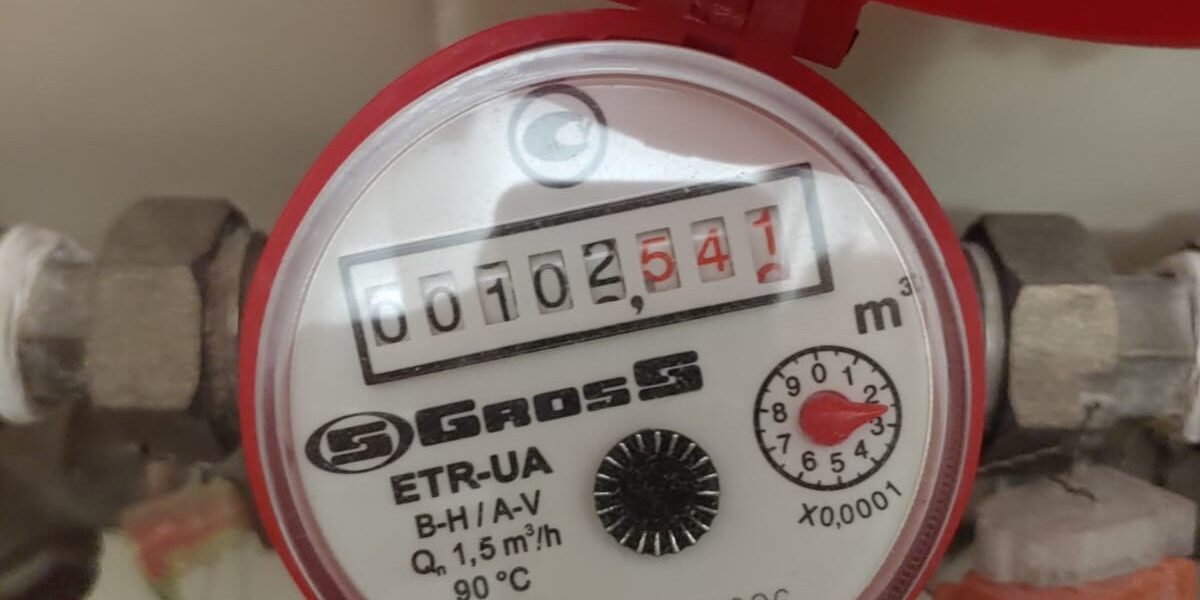 00102,541
m³
S GROSS
ETR-UA
B-H / A-V
Qn 1,5 m³/h
90 °C
0 1 2 3 4 5 6 7 8 9
X0,0001